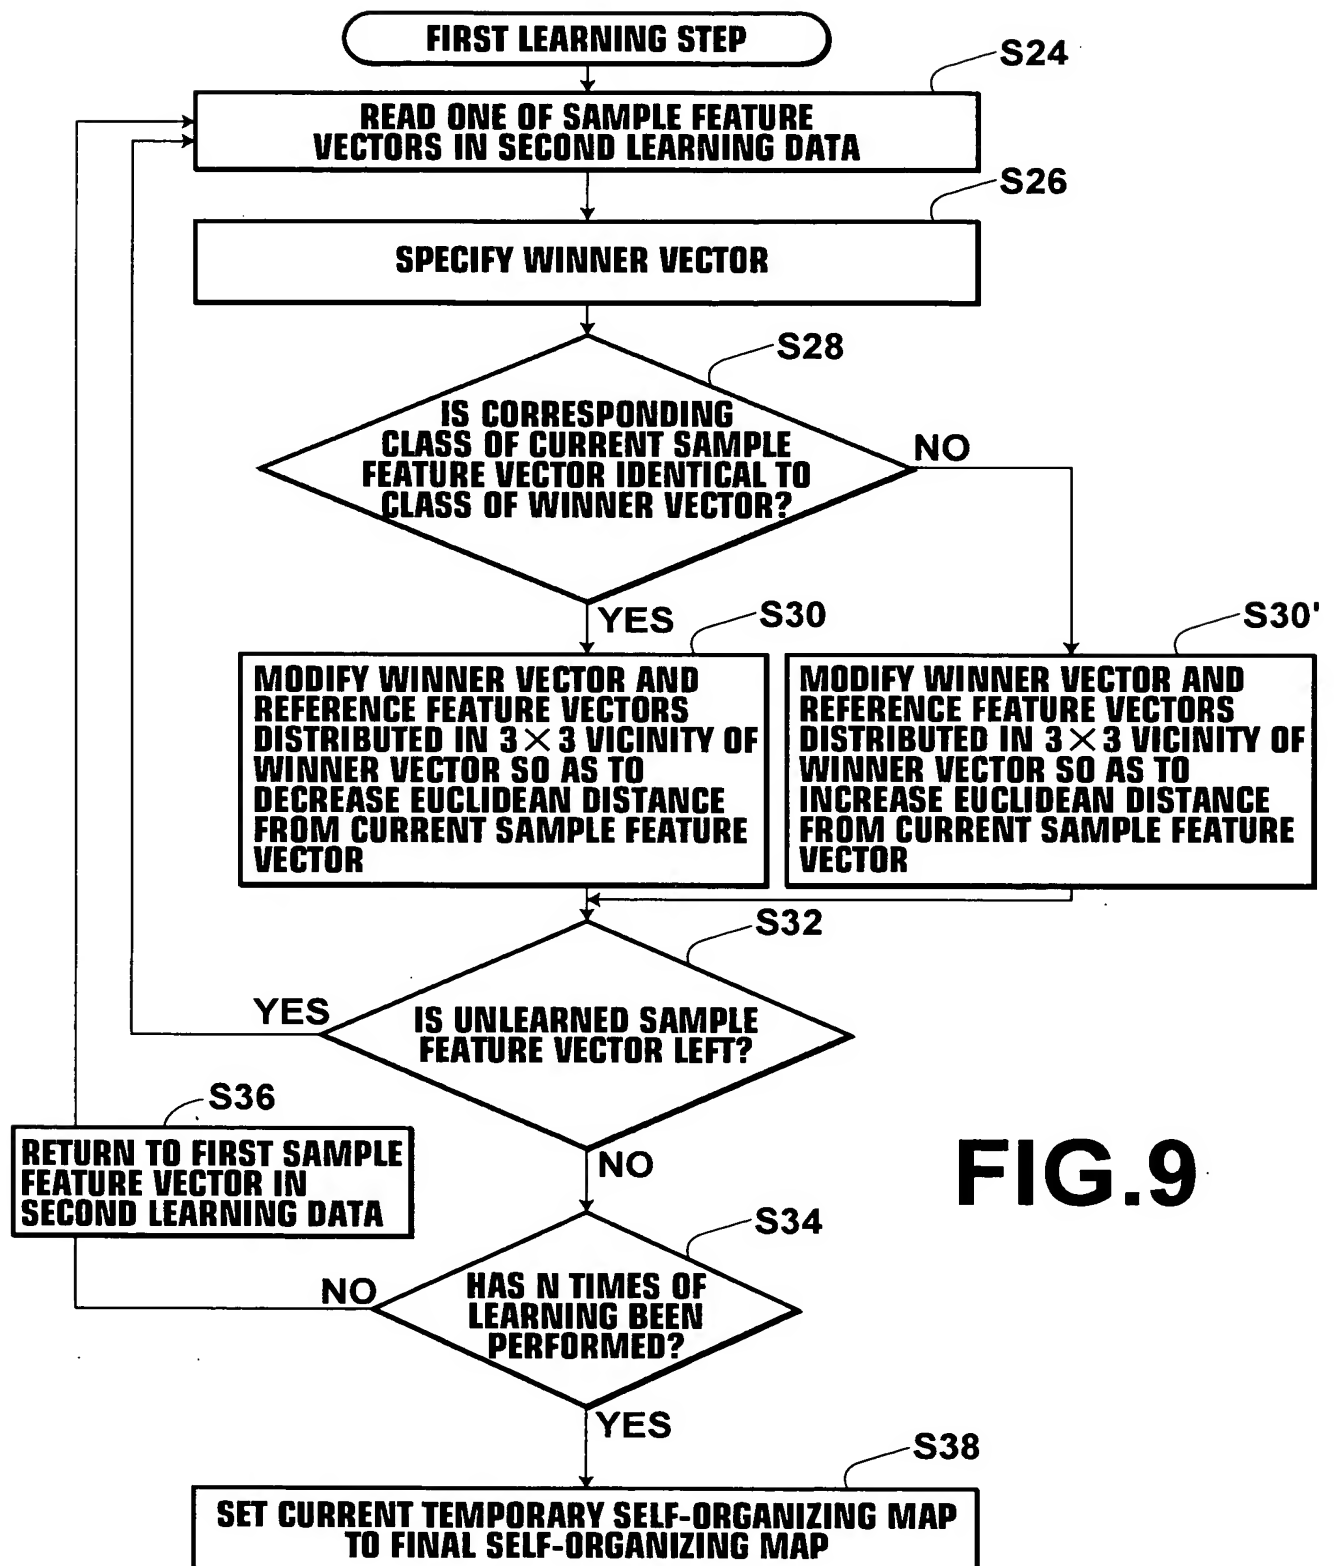 FIRST LEARNING STEP
S24
READ ONE OF SAMPLE FEATURE
VECTORS IN SECOND LEARNING DATA
S26
SPECIFY WINNER VECTOR
S28
IS CORRESPONDING
CLASS OF CURRENT SAMPLE
FEATURE VECTOR IDENTICAL TO
CLASS OF WINNER VECTOR?
NO
YES
S30
MODIFY WINNER VECTOR AND
REFERENCE FEATURE VECTORS
DISTRIBUTED IN 3×3 VICINITY OF
WINNER VECTOR SO AS TO
DECREASE EUCLIDEAN DISTANCE
FROM CURRENT SAMPLE FEATURE
VECTOR
S30'
MODIFY WINNER VECTOR AND
REFERENCE FEATURE VECTORS
DISTRIBUTED IN 3×3 VICINITY OF
WINNER VECTOR SO AS TO
INCREASE EUCLIDEAN DISTANCE
FROM CURRENT SAMPLE FEATURE
VECTOR
S32
YES
IS UNLEARNED SAMPLE
FEATURE VECTOR LEFT?
NO
S36
RETURN TO FIRST SAMPLE
FEATURE VECTOR IN
SECOND LEARNING DATA
FIG.9
S34
NO
HAS N TIMES OF
LEARNING BEEN
PERFORMED?
YES
S38
SET CURRENT TEMPORARY SELF-ORGANIZING MAP
TO FINAL SELF-ORGANIZING MAP